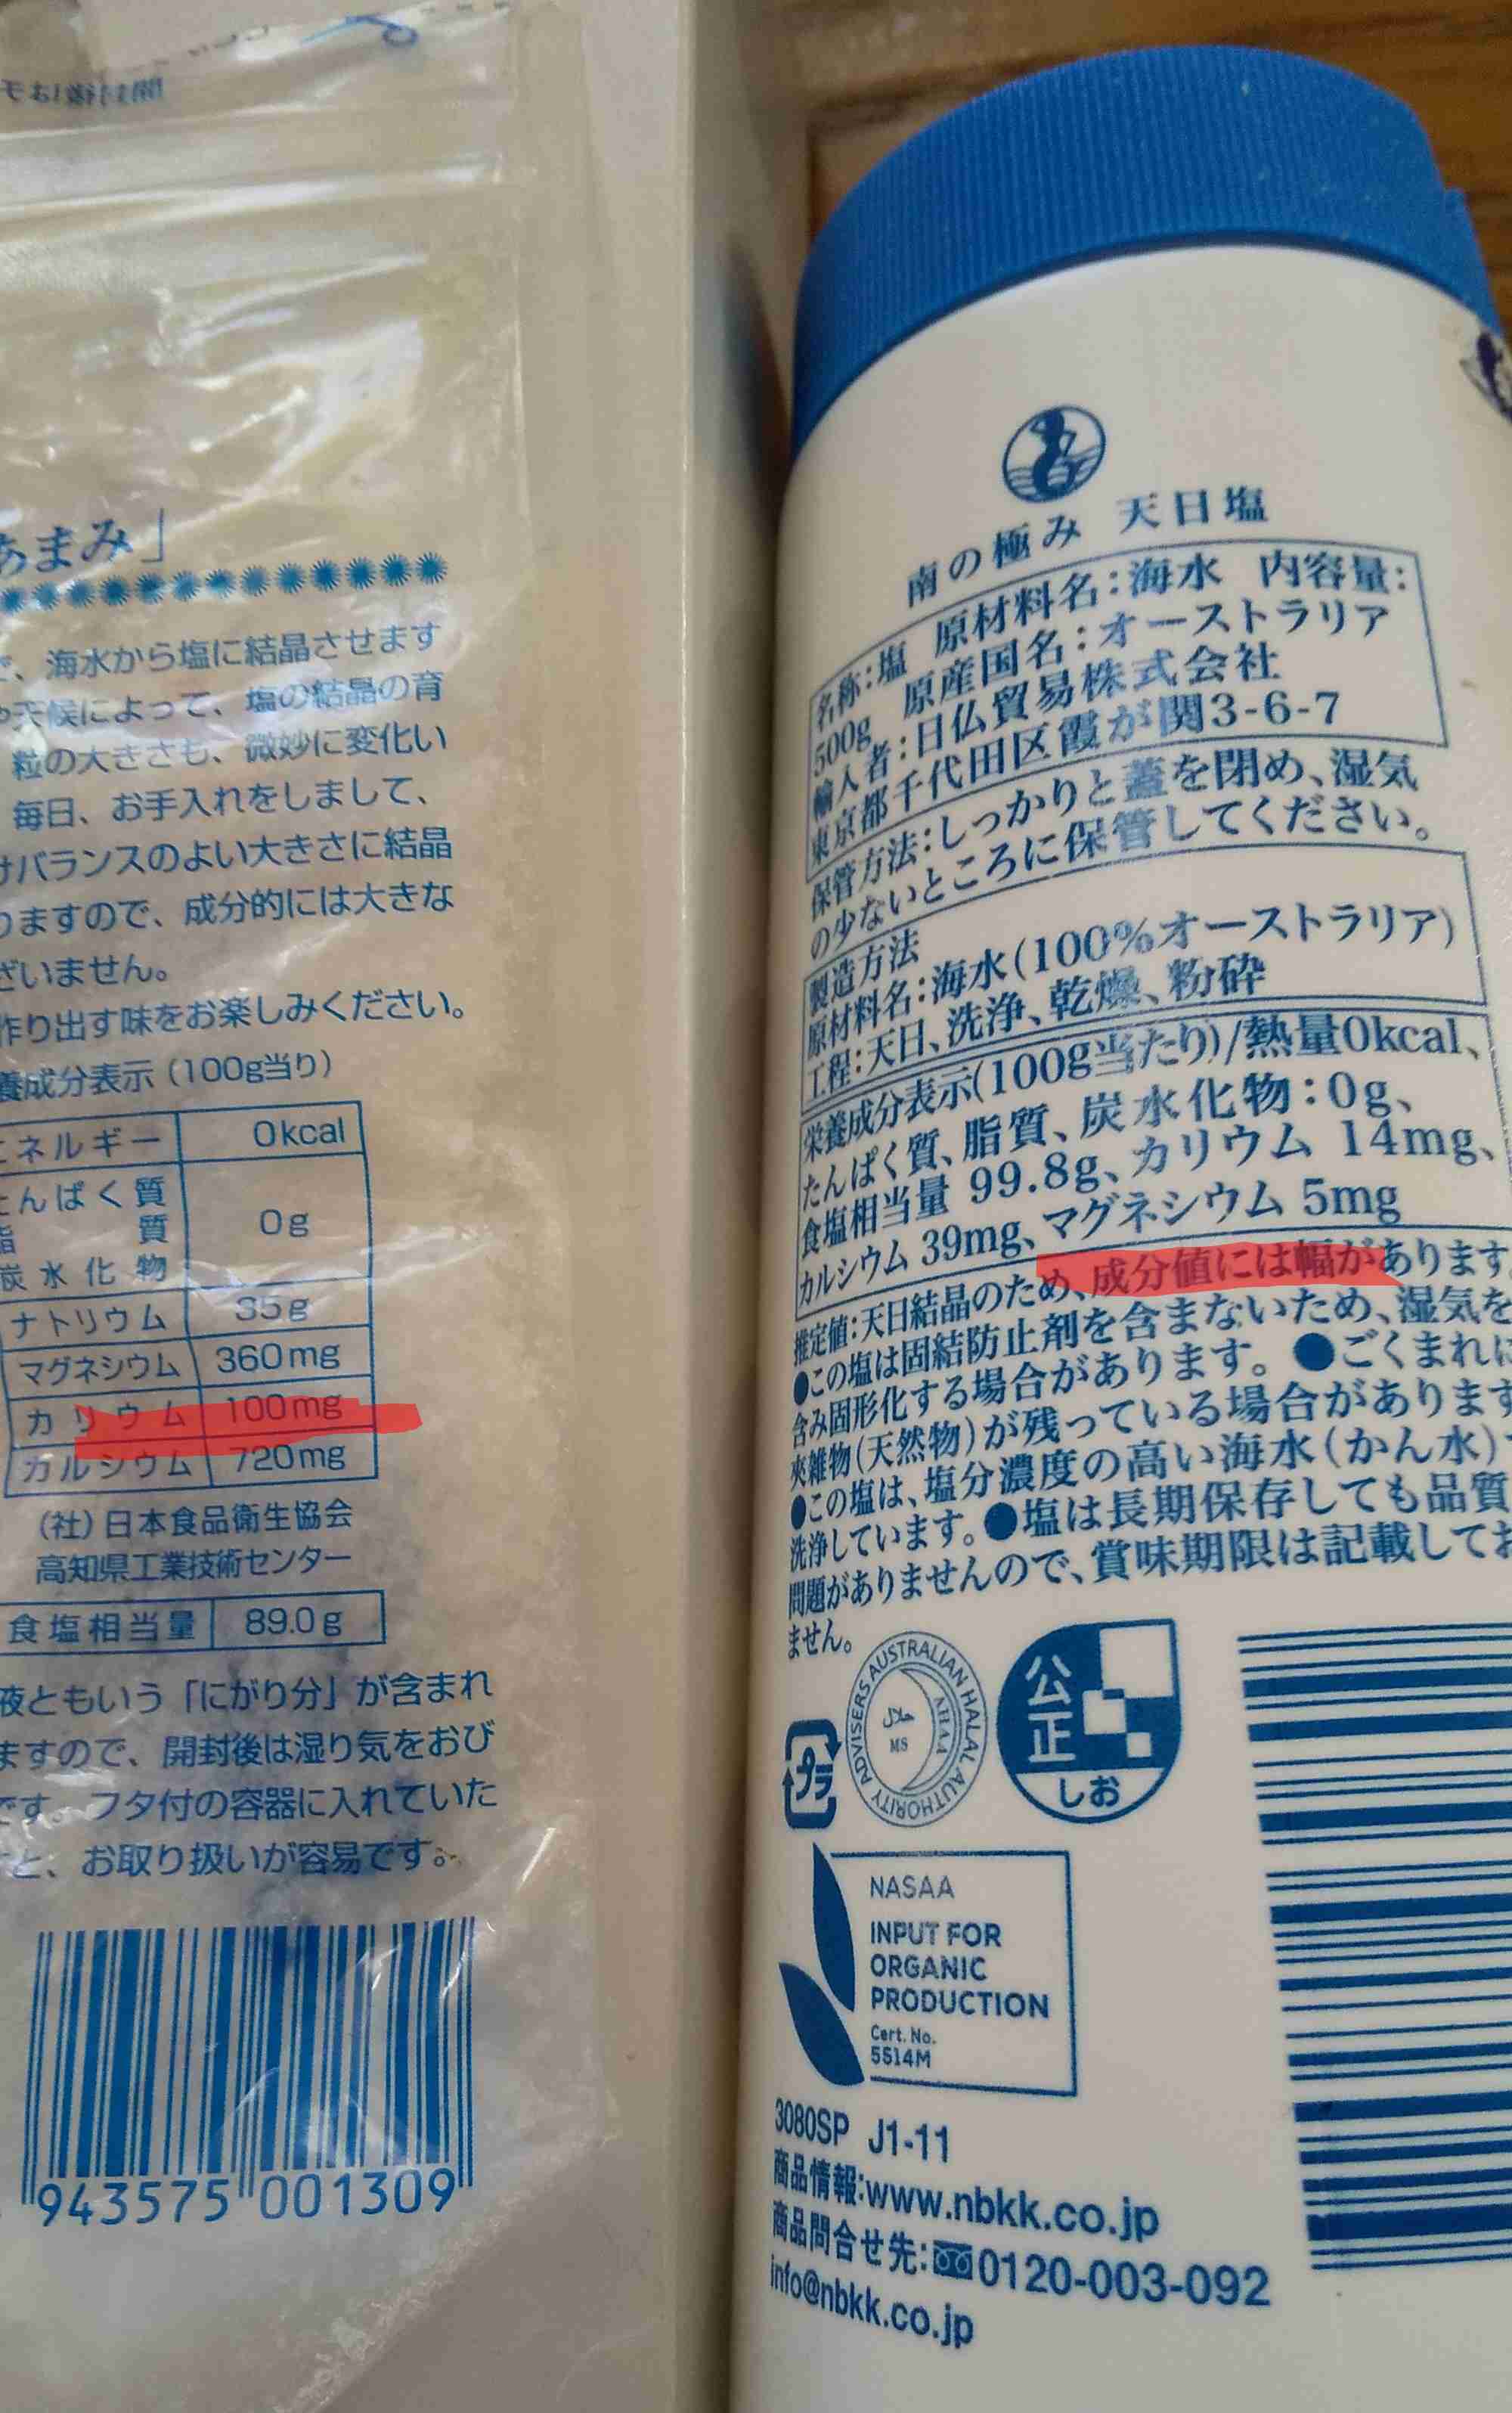 あまみ」
、海水から塩に結晶させます
や天候によって、塩の結晶の育
粒の大きさも、微妙に変化い
毎日、お手入れをしまして、
けバランスのよい大きさに結晶
りますので、成分的には大きな
ざいません。
作り出す味をお楽しみください。
養成分表示(100g当り)
エネルギー 0kcal
たんぱく質
脂質 0g
炭水化物
ナトリウム 35g
マグネシウム 360mg
カリウム 100mg
カルシウム 720mg
(社)日本食品衛生協会
高知県工業技術センター
食塩相当量 89.0g
液ともいう「にがり分」が含まれ
ますので、開封後は湿り気をおび
です。フタ付の容器に入れていた
と、お取り扱いが容易です。
943575 001309
南の極み 天日塩
名称:塩 原材料名:海水 内容量:
500g 原産国名:オーストラリア
輸入者:日仏貿易株式会社
東京都千代田区霞が関3-6-7
保管方法:しっかりと蓋を閉め、湿気
の少ないところに保管してください。
製造方法
原材料名:海水(100%オーストラリア)
工程:天日、洗浄、乾燥、粉砕
栄養成分表示(100g当たり)/熱量0kcal、
たんぱく質、脂質、炭水化物:0g、
食塩相当量 99.8g、カリウム 14mg、
カルシウム 39mg、マグネシウム 5mg
推定値:天日結晶のため、成分値には幅があります
●この塩は固結防止剤を含まないため、湿気を
含み固形化する場合があります。●ごくまれに
夾雑物(天然物)が残っている場合があります
●この塩は、塩分濃度の高い海水(かん水)で
洗浄しています。●塩は長期保存しても品質
問題がありませんので、賞味期限は記載してお
ません。
プラ
AUSTRALIAN HALAL AUTHORITY ADVISERS
AHAA
حلال
MS
公正
しお
NASAA
INPUT FOR
ORGANIC
PRODUCTION
Cert. No.
5514M
3080SP J1-11
商品情報:www.nbkk.co.jp
商品問合せ先:0120-003-092
info@nbkk.co.jp